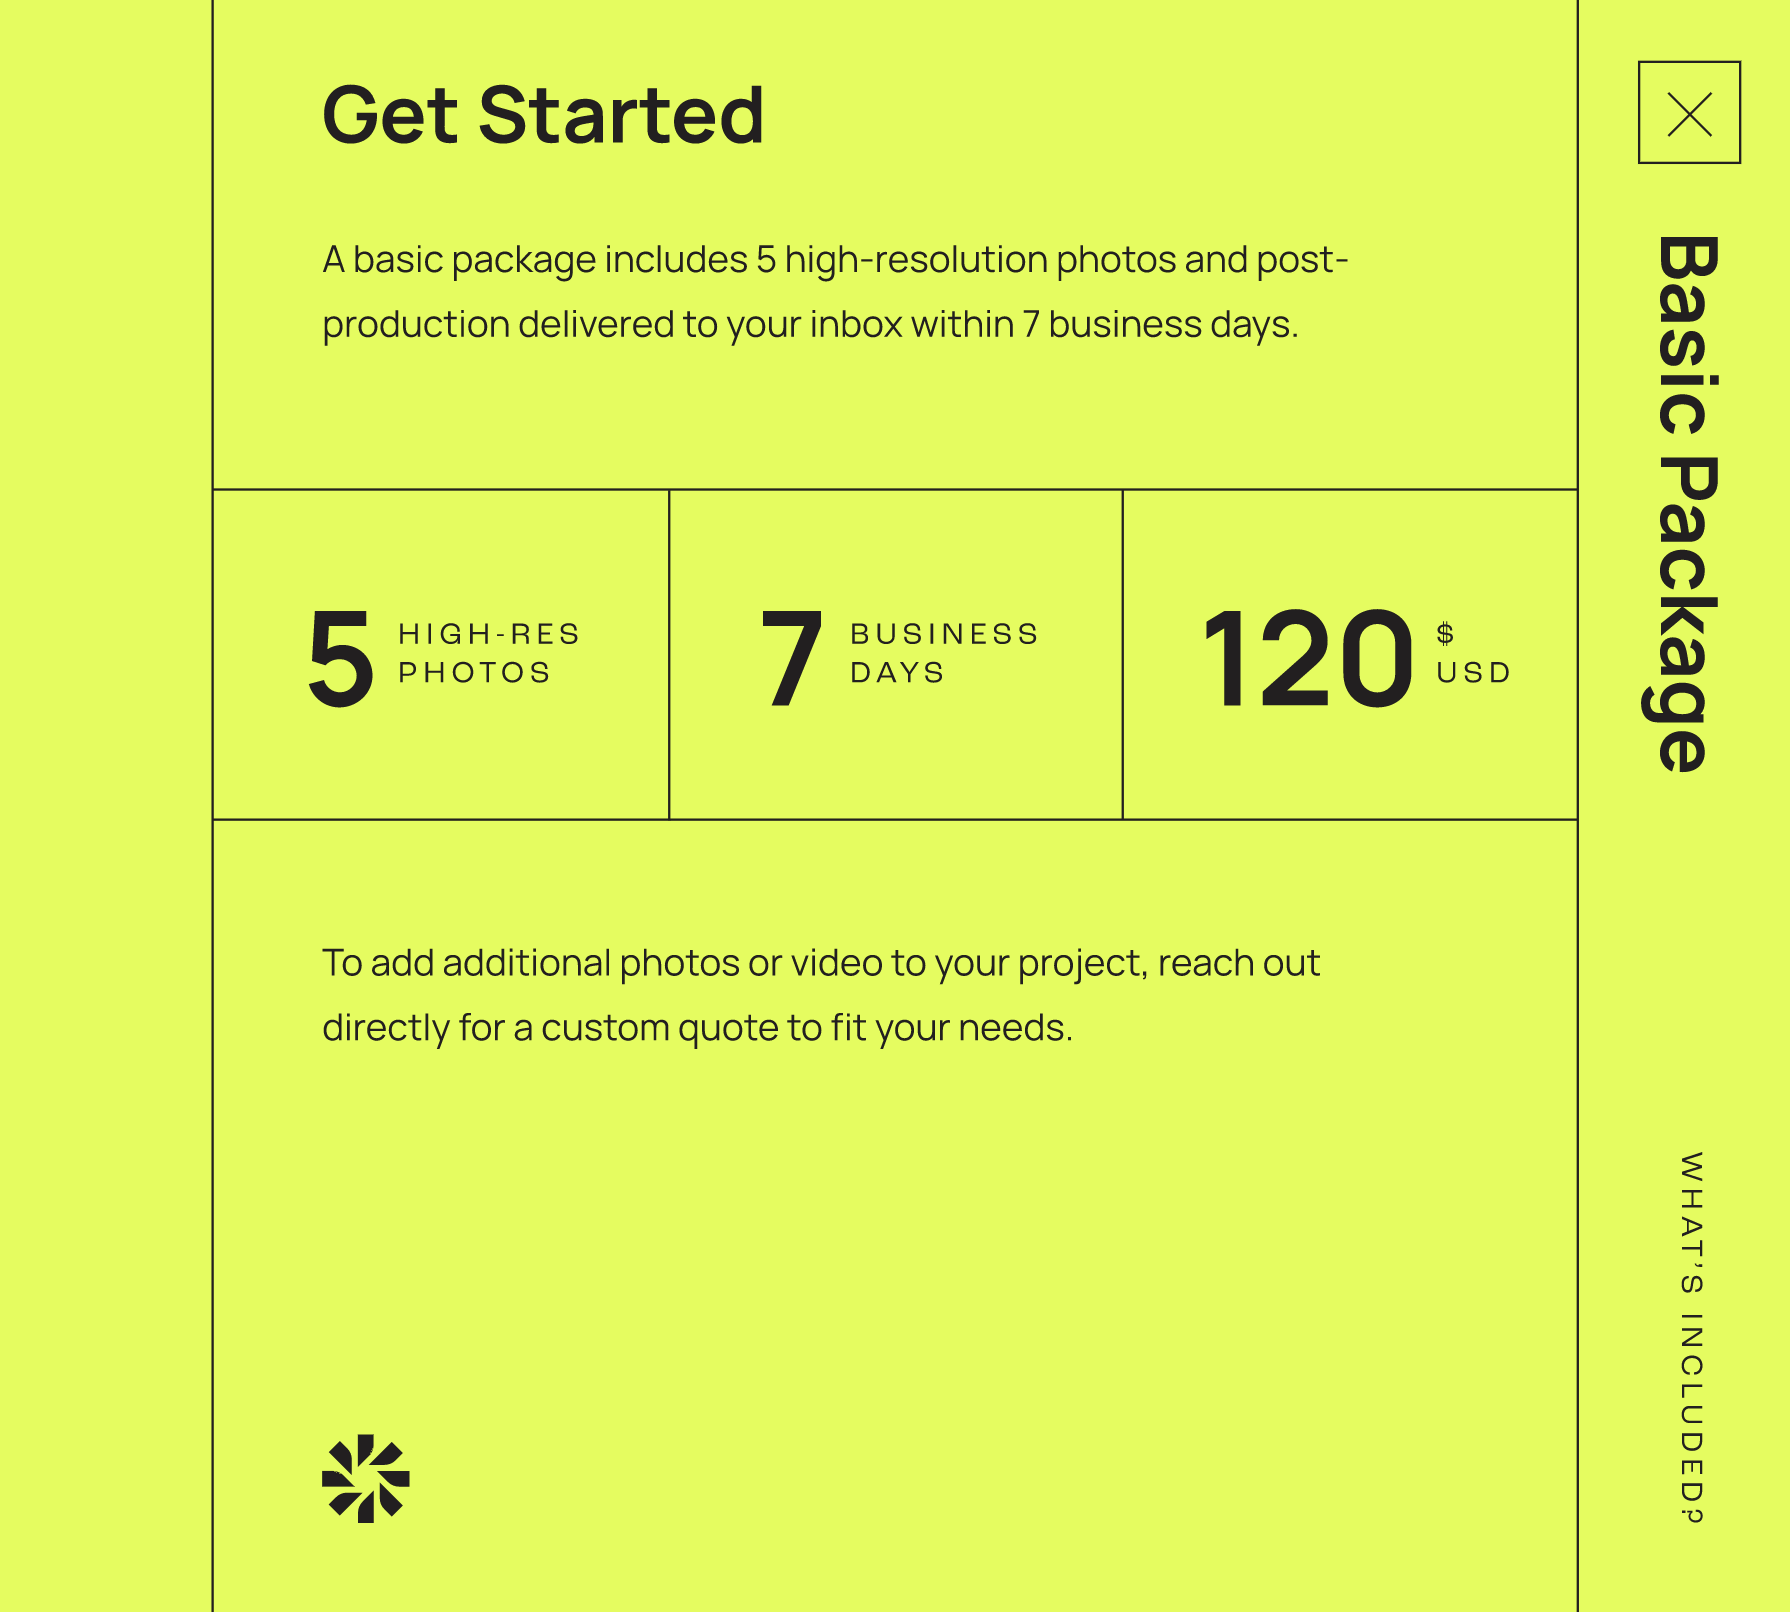 Get Started
A basic package includes 5 high-resolution photos and post-
production delivered to your inbox within 7 business days.
5 HIGH-RES
PHOTOS
7 BUSINESS
DAYS
120 $
USD
To add additional photos or video to your project, reach out
directly for a custom quote to fit your needs.
Basic Package
WHAT'S INCLUDED?